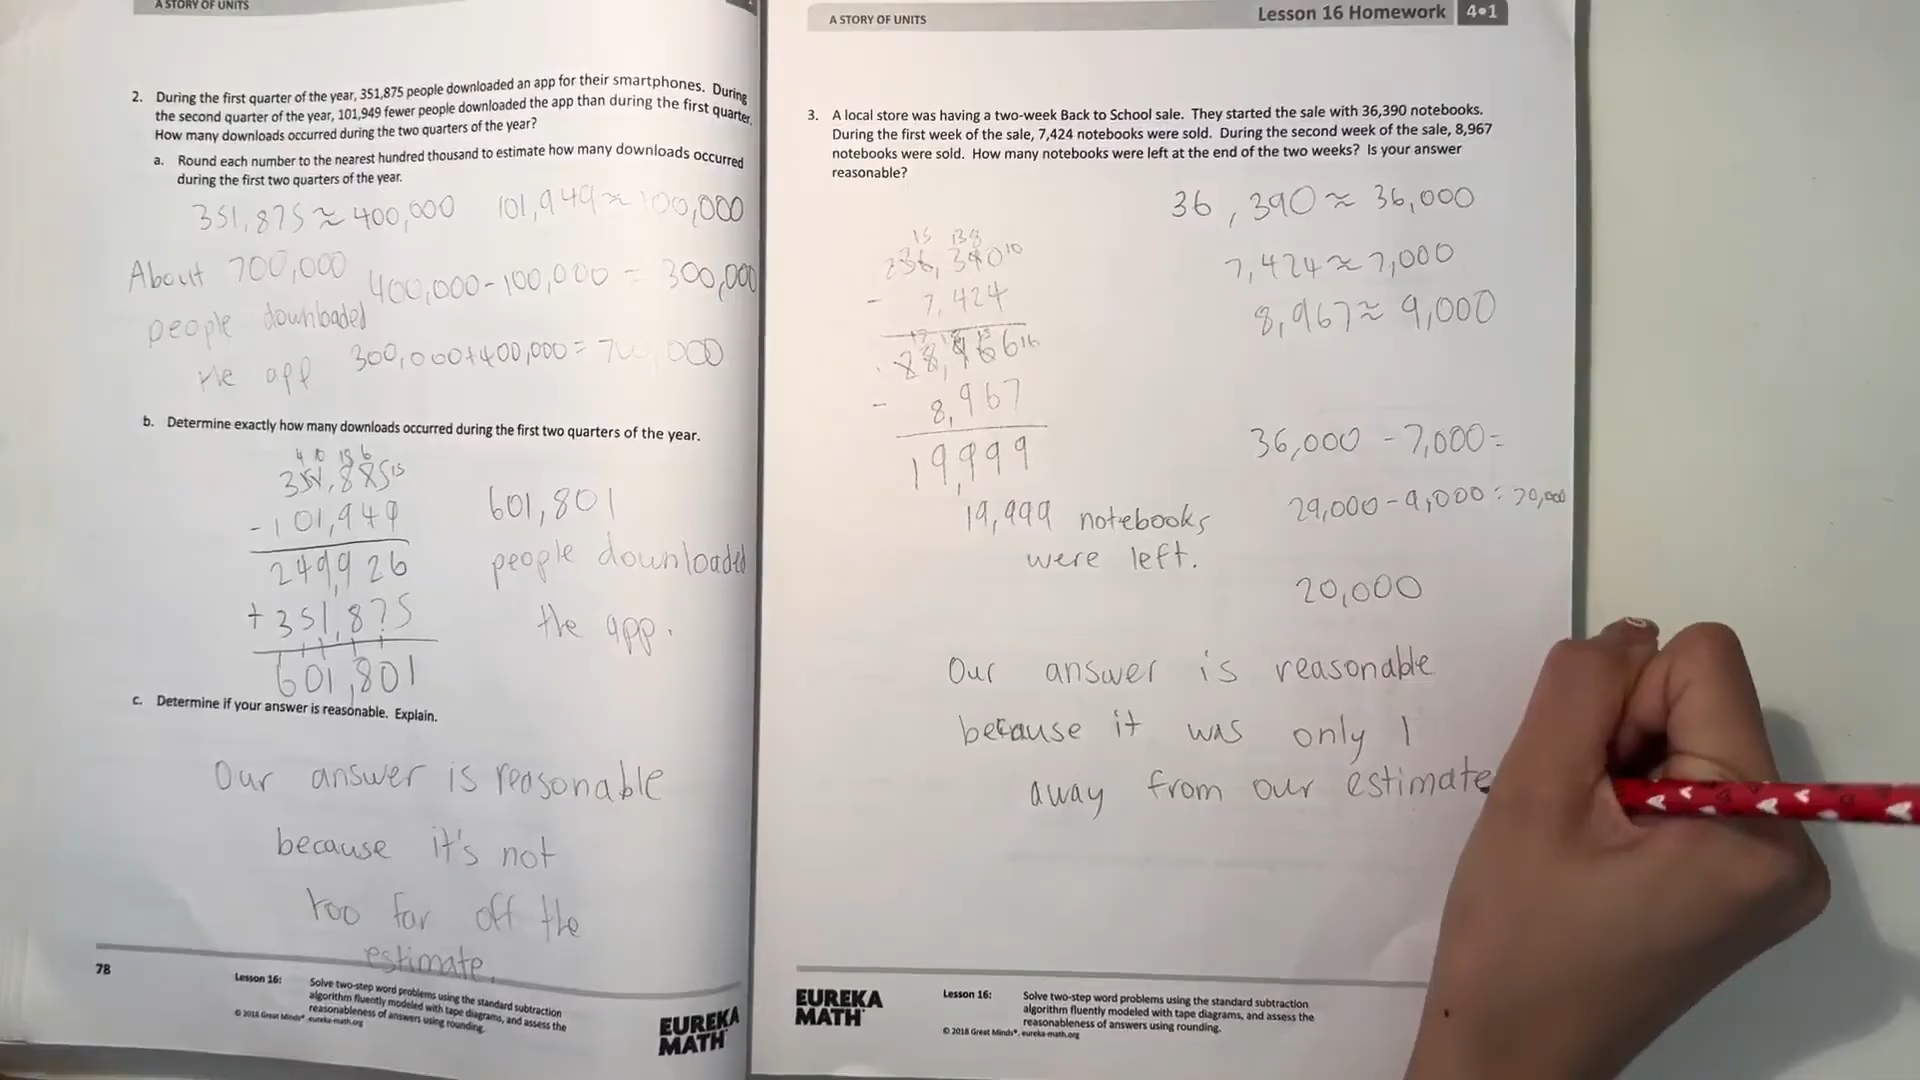 A STORY OF UNITS
2. During the first quarter of the year, 351,875 people downloaded an app for their smartphones. During
the second quarter of the year, 101,949 fewer people downloaded the app than during the first quarter.
How many downloads occurred during the two quarters of the year?
a. Round each number to the nearest hundred thousand to estimate how many downloads occurred
during the first two quarters of the year.
351,875 ≈ 400,000 101,949 ≈ 100,000
About 700,000
people downloaded
the app
400,000 - 100,000 = 300,000
300,000 + 400,000 = 700,000
b. Determine exactly how many downloads occurred during the first two quarters of the year.
- 101,949
249,926
+ 351,875
601,801
601,801
people downloaded
the app.
c. Determine if your answer is reasonable. Explain.
Our answer is reasonable
because it's not
too far off the
estimate.
78
Lesson 16: Solve two-step word problems using the standard subtraction
algorithm fluently modeled with tape diagrams, and assess the
reasonableness of answers using rounding.
© 2018 Great Minds®. eureka-math.org
EUREKA
MATH
A STORY OF UNITS
Lesson 16 Homework 4•1
3. A local store was having a two-week Back to School sale. They started the sale with 36,390 notebooks.
During the first week of the sale, 7,424 notebooks were sold. During the second week of the sale, 8,967
notebooks were sold. How many notebooks were left at the end of the two weeks? Is your answer
reasonable?
36,390 ≈ 36,000
7,424 ≈ 7,000
8,967 ≈ 9,000
- 7,424
- 8,967
19,999
19,999 notebooks
were left.
36,000 - 7,000 =
29,000 - 9,000 = 20,000
20,000
Our answer is reasonable
because it was only 1
away from our estimate
EUREKA
MATH
Lesson 16: Solve two-step word problems using the standard subtraction
algorithm fluently modeled with tape diagrams, and assess the
reasonableness of answers using rounding.
© 2018 Great Minds®. eureka-math.org